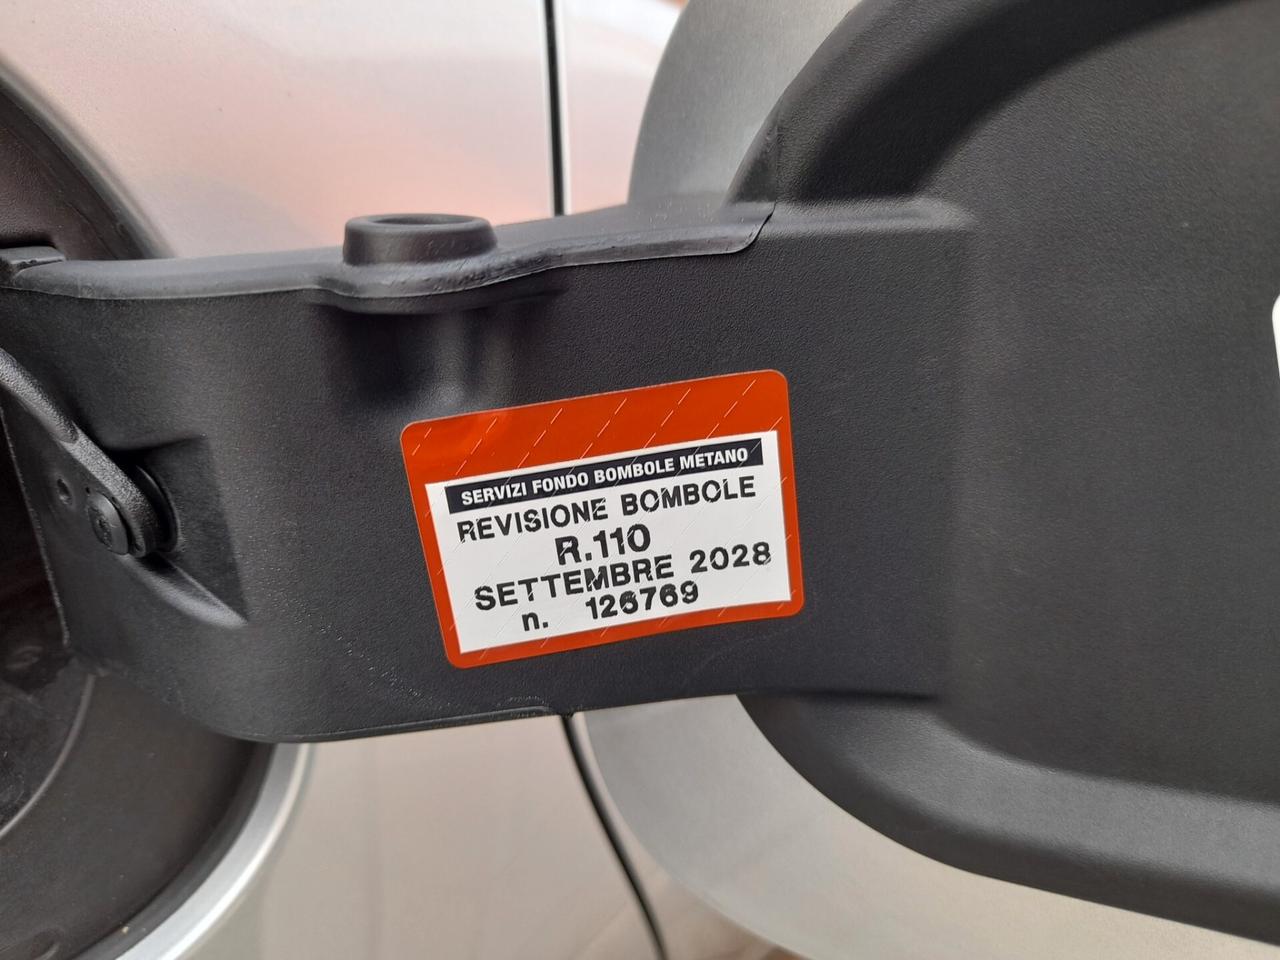 SERVIZI FONDO BOMBOLE METANO
REVISIONE BOMBOLE
R.110
SETTEMBRE 2028
n. 126769